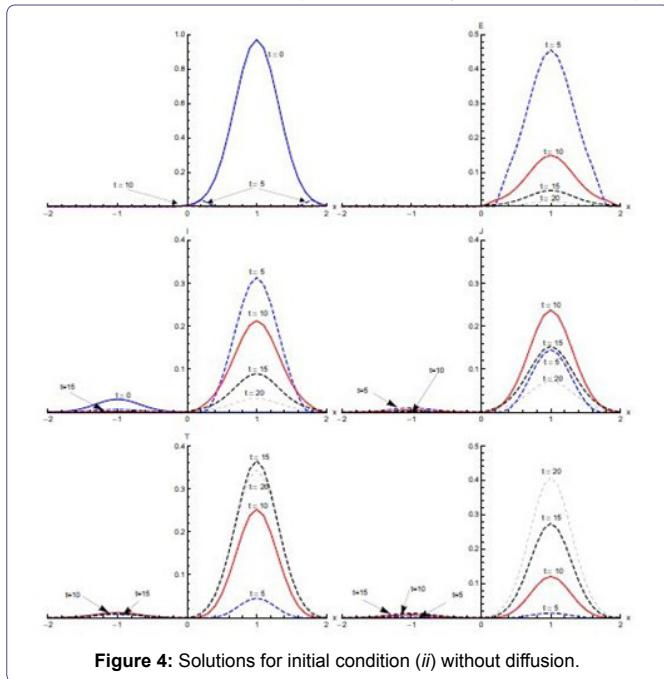 1.0
0.8
0.6
0.4
0.2
t = 0
t = 10
t = 5
-2 -1 0 1 2 x
E
0.5
0.4
0.3
0.2
0.1
t = 5
t = 10
t = 15
t = 20
-2 -1 0 1 2 x
I
0.4
0.3
0.2
0.1
t = 5
t = 10
t = 15
t = 20
t=15
t = 0
-2 -1 0 1 2 x
J
0.4
0.3
0.2
0.1
t = 10
t = 15
t = 5
t = 20
t=5
t=10
-2 -1 0 1 2 x
T
0.4
0.3
0.2
0.1
t = 15
t = 20
t = 10
t = 5
t=10
t=15
-2 -1 0 1 2 x
0.5
0.4
0.3
0.2
0.1
t = 20
t = 15
t = 10
t = 5
t=15
t=10
t=5
-2 -1 0 1 2 x
Figure 4: Solutions for initial condition (ii) without diffusion.